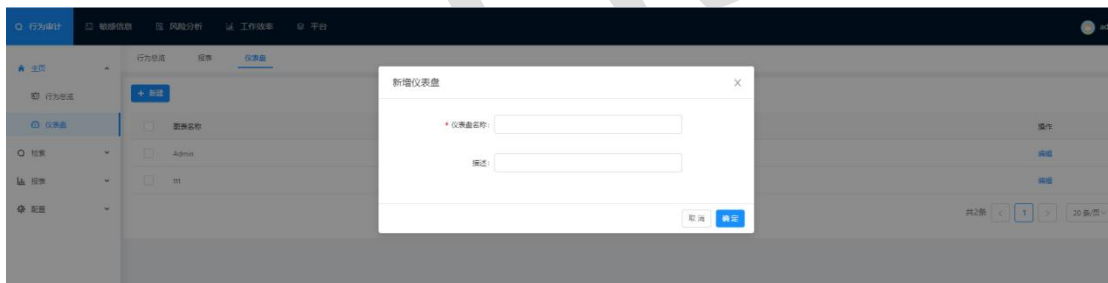 行为审计 敏感信息 风险分析 工作效率 平台 ad
主页 行为总览 报表 仪表盘
行为总览 + 新建
仪表盘 图表名称 操作
检索 Admin 编辑
报表 ttt 编辑
配置 共2条 1 20 条/页
新增仪表盘
* 仪表盘名称:
描述:
取 消 确 定